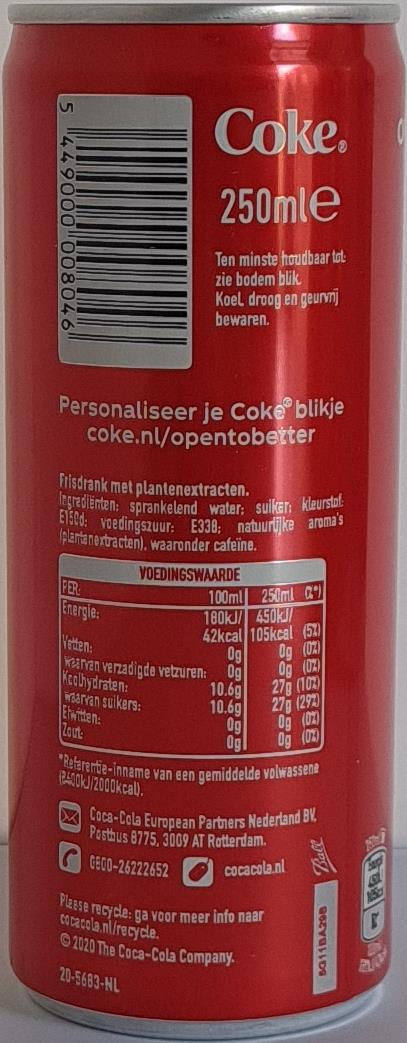 5 449000 008046
Coke®
250ml℮
Ten minste houdbaar tot:
zie bodem blik.
Koel, droog en geurvrij
bewaren.
Personaliseer je Coke® blikje
coke.nl/opentobetter
Frisdrank met plantenextracten.
Ingrediënten: sprankelend water; suiker; kleurstof:
E150d; voedingszuur: E338; natuurlijke aroma's
(plantenextracten), waaronder cafeïne.
VOEDINGSWAARDE
PER: 100ml 250ml (%*)
Energie: 180kJ/ 450kJ/
42kcal 105kcal (5%)
Vetten: 0g 0g (0%)
waarvan verzadigde vetzuren: 0g 0g (0%)
Koolhydraten: 10.6g 27g (10%)
waarvan suikers: 10.6g 27g (29%)
Eiwitten: 0g 0g (0%)
Zout: 0g 0g (0%)
*Referentie-inname van een gemiddelde volwassene
(8400kJ/2000kcal).
Coca-Cola European Partners Nederland BV,
Postbus 8775, 3009 AT Rotterdam.
0800-26222652 cocacola.nl
Please recycle: ga voor meer info naar
cocacola.nl/recycle.
© 2020 The Coca-Cola Company.
20-5683-NL
Ball
5G11BA29B